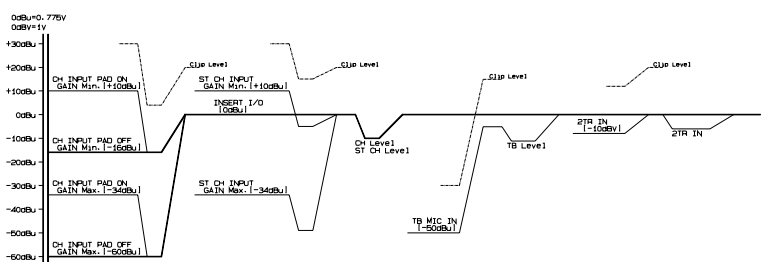 0dBu=0.775V
0dBV=1V
+30dBu
+20dBu
+10dBu
0dBu
-10dBu
-20dBu
-30dBu
-40dBu
-50dBu
-60dBu
CH INPUT PAD ON
GAIN Min. [+10dBu]
CH INPUT PAD OFF
GAIN Min. [-16dBu]
CH INPUT PAD ON
GAIN Max. [-34dBu]
CH INPUT PAD OFF
GAIN Max. [-60dBu]
Clip Level
ST CH INPUT
GAIN Min. [+10dBu]
INSERT I/O
[0dBu]
ST CH INPUT
GAIN Max. [-34dBu]
Clip Level
CH Level
ST CH Level
TB MIC IN
[-50dBu]
Clip Level
TB Level
2TR IN
[-10dBV]
Clip Level
2TR IN